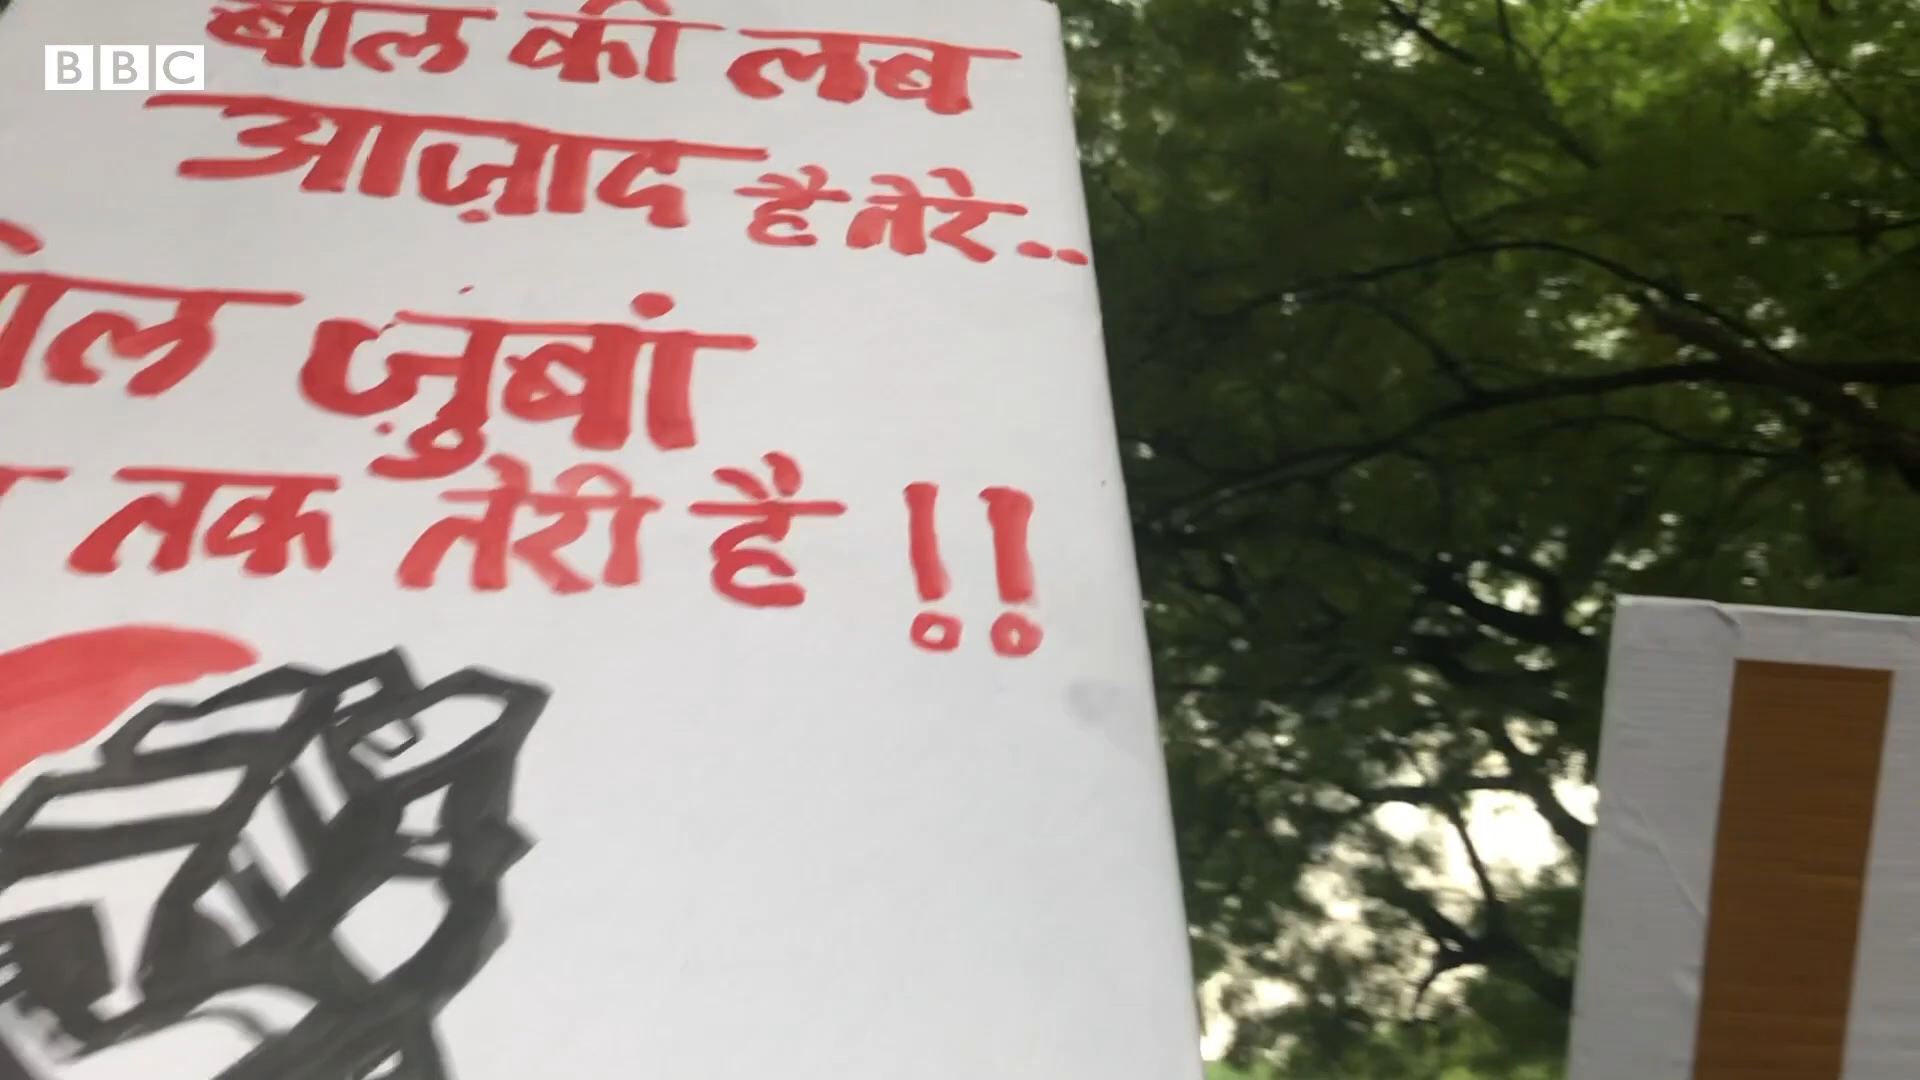 BBC
बोल की लब
आज़ाद है तेरे..
ज़ुबां
तक तेरी है !!